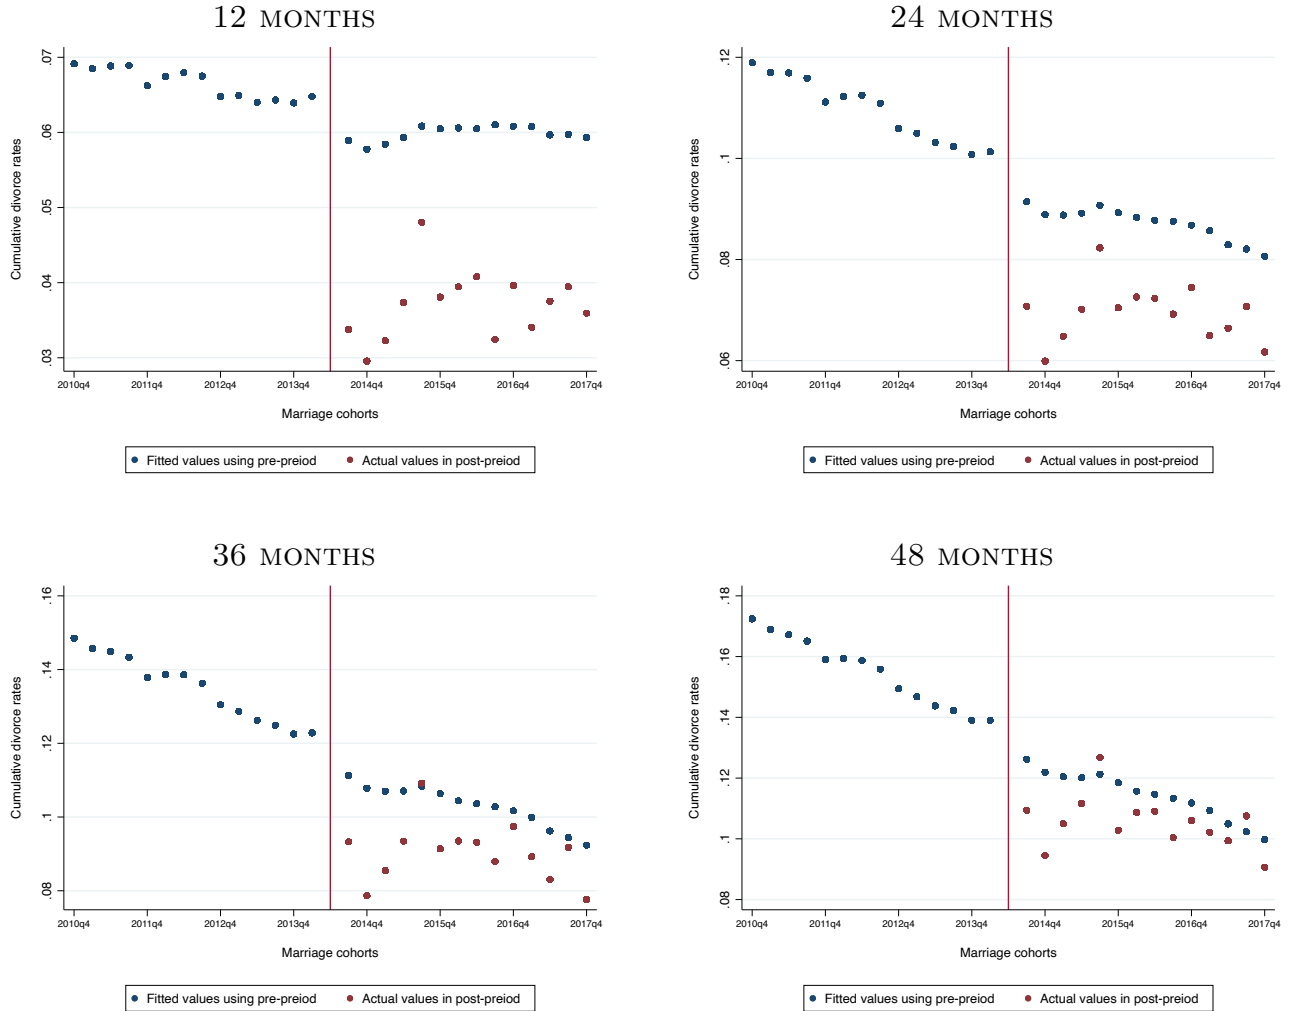 12 MONTHS
Cumulative divorce rates
.07
.06
.05
.04
.03
2010q4 2011q4 2012q4 2013q4 2014q4 2015q4 2016q4 2017q4
Marriage cohorts
Fitted values using pre-preiod Actual values in post-preiod
24 MONTHS
Cumulative divorce rates
.12
.1
.08
.06
2010q4 2011q4 2012q4 2013q4 2014q4 2015q4 2016q4 2017q4
Marriage cohorts
Fitted values using pre-preiod Actual values in post-preiod
36 MONTHS
Cumulative divorce rates
.16
.14
.12
.1
.08
2010q4 2011q4 2012q4 2013q4 2014q4 2015q4 2016q4 2017q4
Marriage cohorts
Fitted values using pre-preiod Actual values in post-preiod
48 MONTHS
Cumulative divorce rates
.18
.16
.14
.12
.1
.08
2010q4 2011q4 2012q4 2013q4 2014q4 2015q4 2016q4 2017q4
Marriage cohorts
Fitted values using pre-preiod Actual values in post-preiod